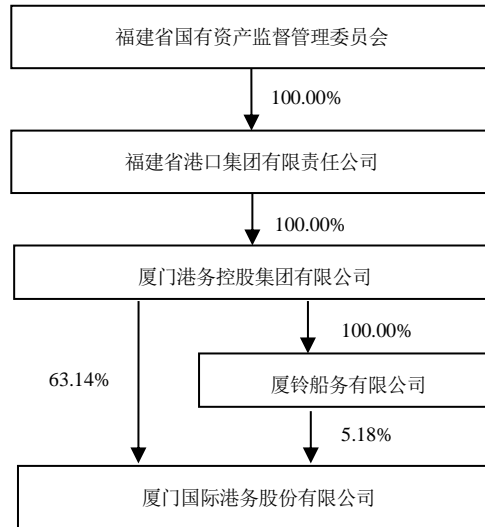 福建省国有资产监督管理委员会
100.00%
福建省港口集团有限责任公司
100.00%
厦门港务控股集团有限公司
100.00%
63.14%
厦铃船务有限公司
5.18%
厦门国际港务股份有限公司